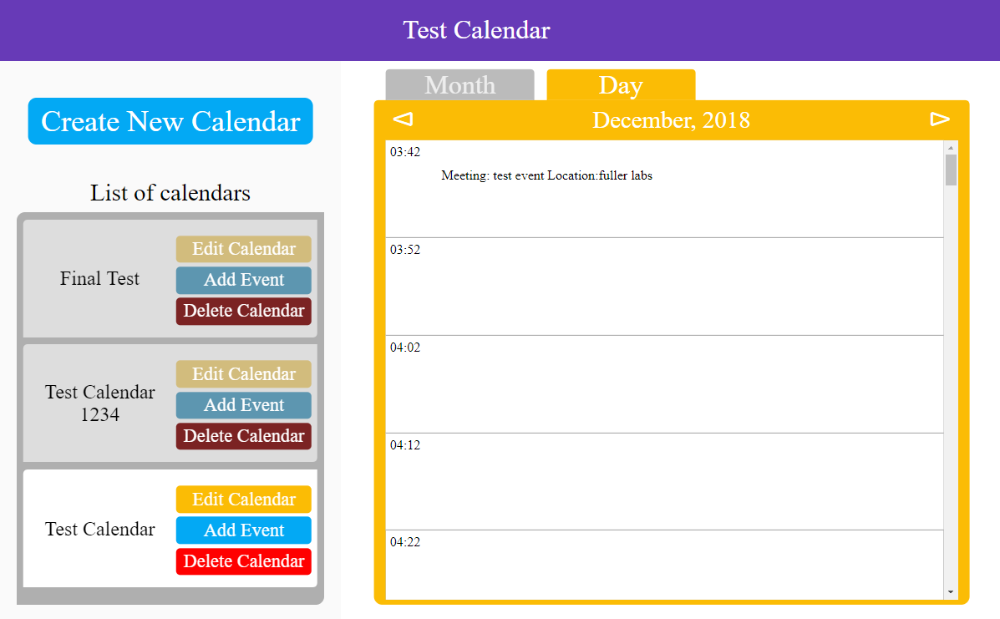 Test Calendar
Create New Calendar
List of calendars
Final Test
Edit Calendar
Add Event
Delete Calendar
Test Calendar
1234
Edit Calendar
Add Event
Delete Calendar
Test Calendar
Edit Calendar
Add Event
Delete Calendar
Month
Day
December, 2018
03:42
Meeting: test event Location:fuller labs
03:52
04:02
04:12
04:22